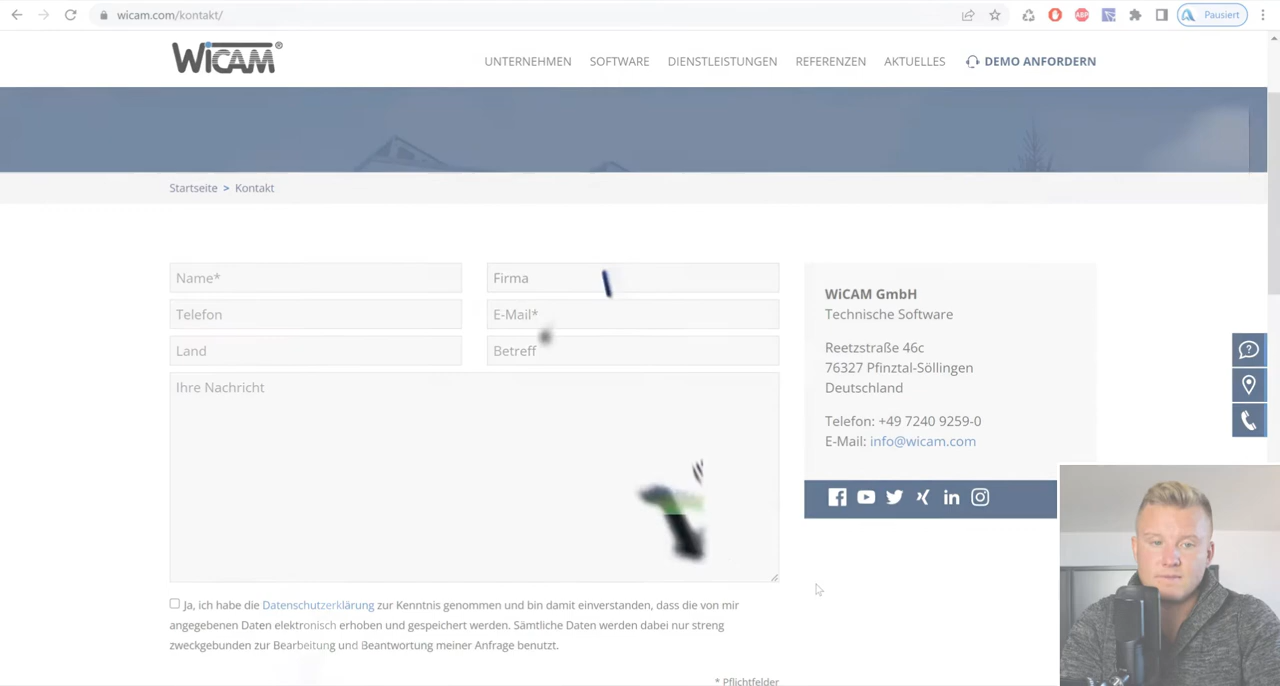 wicam.com/kontakt/
ABP
Pausiert
WiCAM®
UNTERNEHMEN
SOFTWARE
DIENSTLEISTUNGEN
REFERENZEN
AKTUELLES
DEMO ANFORDERN
Startseite > Kontakt
Name*
Firma
Telefon
E-Mail*
Land
Betreff
Ihre Nachricht
WiCAM GmbH
Technische Software
Reetzstraße 46c
76327 Pfinztal-Söllingen
Deutschland
Telefon: +49 7240 9259-0
E-Mail: info@wicam.com
Ja, ich habe die Datenschutzerklärung zur Kenntnis genommen und bin damit einverstanden, dass die von mir
angegebenen Daten elektronisch erhoben und gespeichert werden. Sämtliche Daten werden dabei nur streng
zweckgebunden zur Bearbeitung und Beantwortung meiner Anfrage benutzt.
* Pflichtfelder